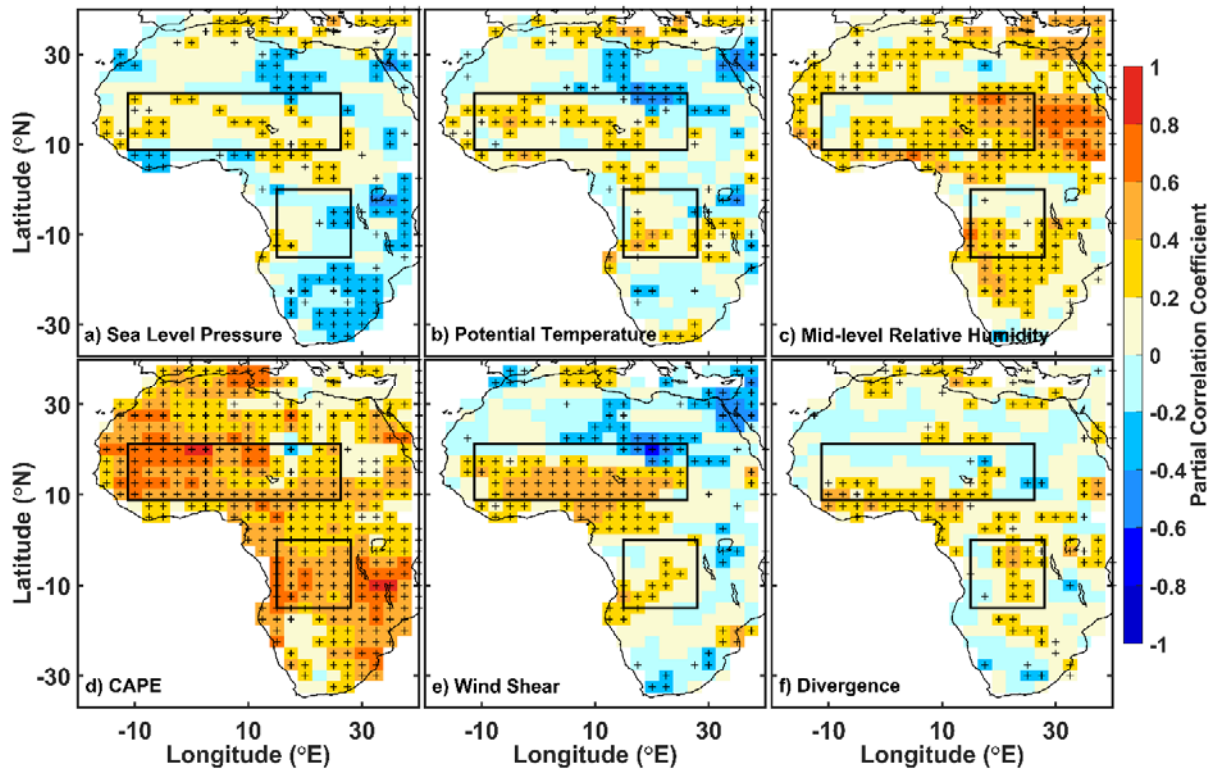 30
10
-10
-30
Latitude (°N)
a) Sea Level Pressure
b) Potential Temperature
c) Mid-level Relative Humidity
30
10
-10
-30
Latitude (°N)
d) CAPE
e) Wind Shear
f) Divergence
-10 10 30
-10 10 30
-10 10 30
Longitude (°E)
Longitude (°E)
Longitude (°E)
1
0.8
0.6
0.4
0.2
0
-0.2
-0.4
-0.6
-0.8
-1
Partial Correlation Coefficient